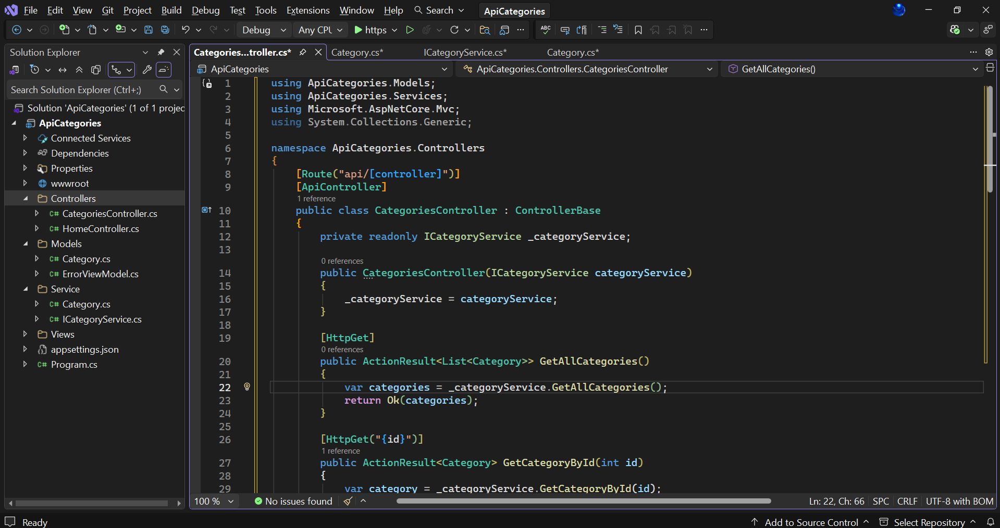 File Edit View Git Project Build Debug Test Tools Extensions Window Help Search ApiCategories
Debug Any CPU https
Solution Explorer
Search Solution Explorer (Ctrl+;)
Solution 'ApiCategories' (1 of 1 projec
ApiCategories
Connected Services
Dependencies
Properties
wwwroot
Controllers
C# CategoriesController.cs
C# HomeController.cs
Models
C# Category.cs
C# ErrorViewModel.cs
Service
C# Category.cs
C# ICategoryService.cs
Views
appsettings.json
C# Program.cs
Categories...troller.cs* Category.cs* ICategoryService.cs* Category.cs*
ApiCategories ApiCategories.Controllers.CategoriesController GetAllCategories()
1 using ApiCategories.Models;
2 using ApiCategories.Services;
3 using Microsoft.AspNetCore.Mvc;
4 using System.Collections.Generic;
5
6 namespace ApiCategories.Controllers
7 {
8 [Route("api/[controller]")]
9 [ApiController]
1 reference
10 public class CategoriesController : ControllerBase
11 {
12 private readonly ICategoryService _categoryService;
13
0 references
14 public CategoriesController(ICategoryService categoryService)
15 {
16 _categoryService = categoryService;
17 }
18
19 [HttpGet]
0 references
20 public ActionResult<List<Category>> GetAllCategories()
21 {
22 var categories = _categoryService.GetAllCategories();
23 return Ok(categories);
24 }
25
26 [HttpGet("{id}")]
1 reference
27 public ActionResult<Category> GetCategoryById(int id)
28 {
29 var category = _categoryService.GetCategoryById(id);
100 % No issues found Ln: 22, Ch: 66 SPC CRLF UTF-8 with BOM
Ready Add to Source Control Select Repository